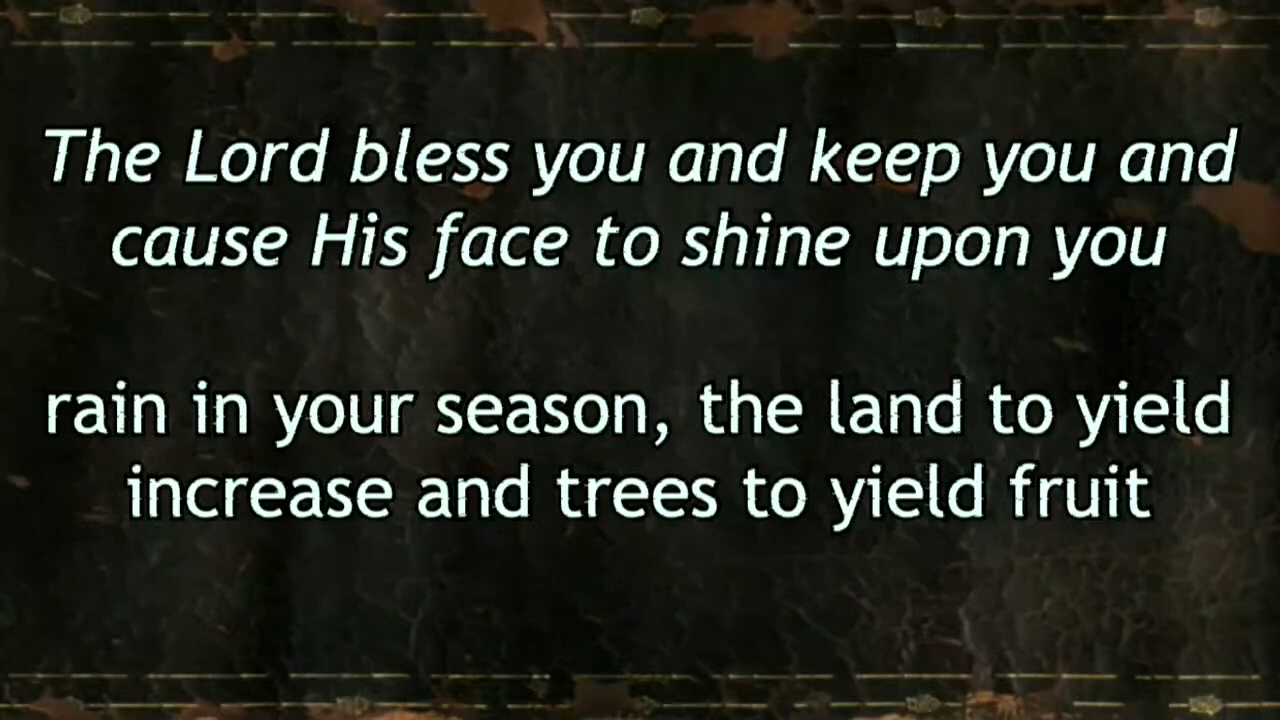 The Lord bless you and keep you and
cause His face to shine upon you
rain in your season, the land to yield
increase and trees to yield fruit